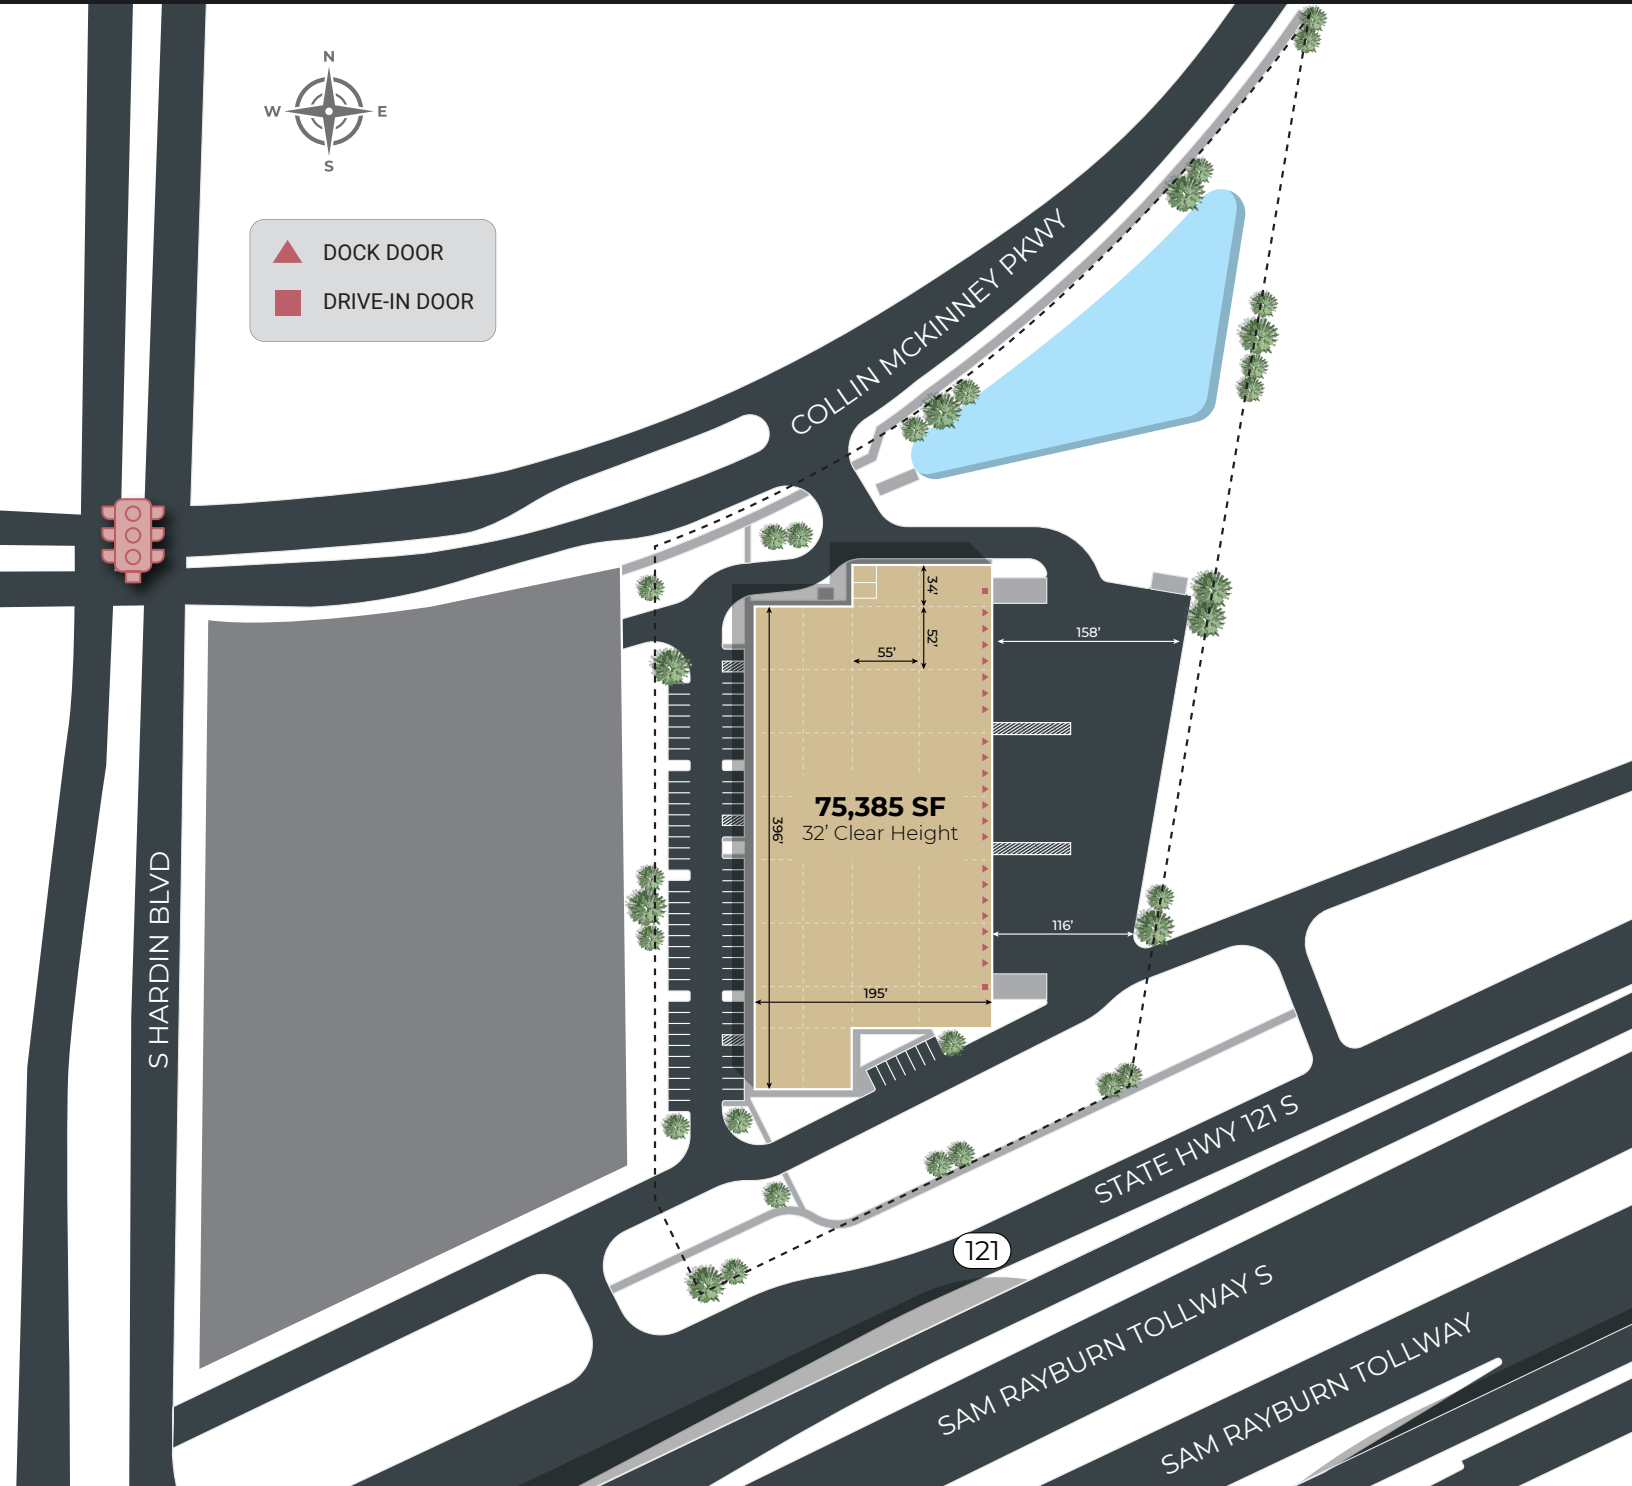 N
W
E
S
DOCK DOOR
DRIVE-IN DOOR
COLLIN MCKINNEY PKWY
34’
52’
55’
158’
75,385 SF
32’ Clear Height
396’
116’
195’
S HARDIN BLVD
STATE HWY 121 S
121
SAM RAYBURN TOLLWAY S
SAM RAYBURN TOLLWAY